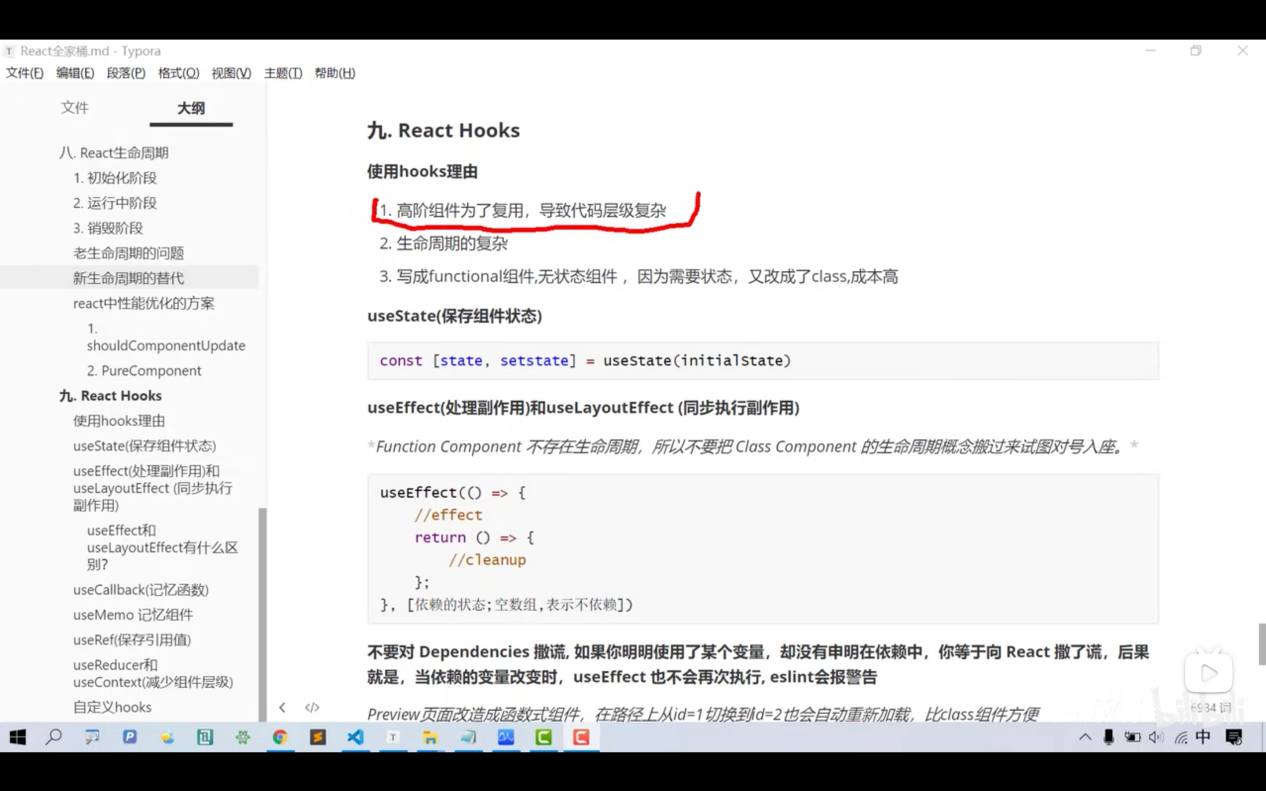 React全家桶.md - Typora
文件(F) 编辑(E) 段落(P) 格式(O) 视图(V) 主题(T) 帮助(H)
文件 大纲
八. React生命周期
1. 初始化阶段
2. 运行中阶段
3. 销毁阶段
老生命周期的问题
新生命周期的替代
react中性能优化的方案
1.
shouldComponentUpdate
2. PureComponent
九. React Hooks
使用hooks理由
useState(保存组件状态)
useEffect(处理副作用)和
useLayoutEffect (同步执行
副作用)
useEffect和
useLayoutEffect有什么区
别?
useCallback(记忆函数)
useMemo 记忆组件
useRef(保存引用值)
useReducer和
useContext(减少组件层级)
自定义hooks
九. React Hooks
使用hooks理由
1. 高阶组件为了复用，导致代码层级复杂
2. 生命周期的复杂
3. 写成functional组件,无状态组件 ，因为需要状态，又改成了class,成本高
useState(保存组件状态)
const [state, setstate] = useState(initialState)
useEffect(处理副作用)和useLayoutEffect (同步执行副作用)
*Function Component 不存在生命周期，所以不要把 Class Component 的生命周期概念搬过来试图对号入座。*
useEffect(() => {
//effect
return () => {
//cleanup
};
}, [依赖的状态;空数组,表示不依赖])
不要对 Dependencies 撒谎, 如果你明明使用了某个变量，却没有申明在依赖中，你等于向 React 撒了谎，后果
就是，当依赖的变量改变时，useEffect 也不会再次执行, eslint会报警告
Preview页面改造成函数式组件，在路径上从id=1切换到id=2也会自动重新加载，比class组件方便
6984 词
bilibili
中